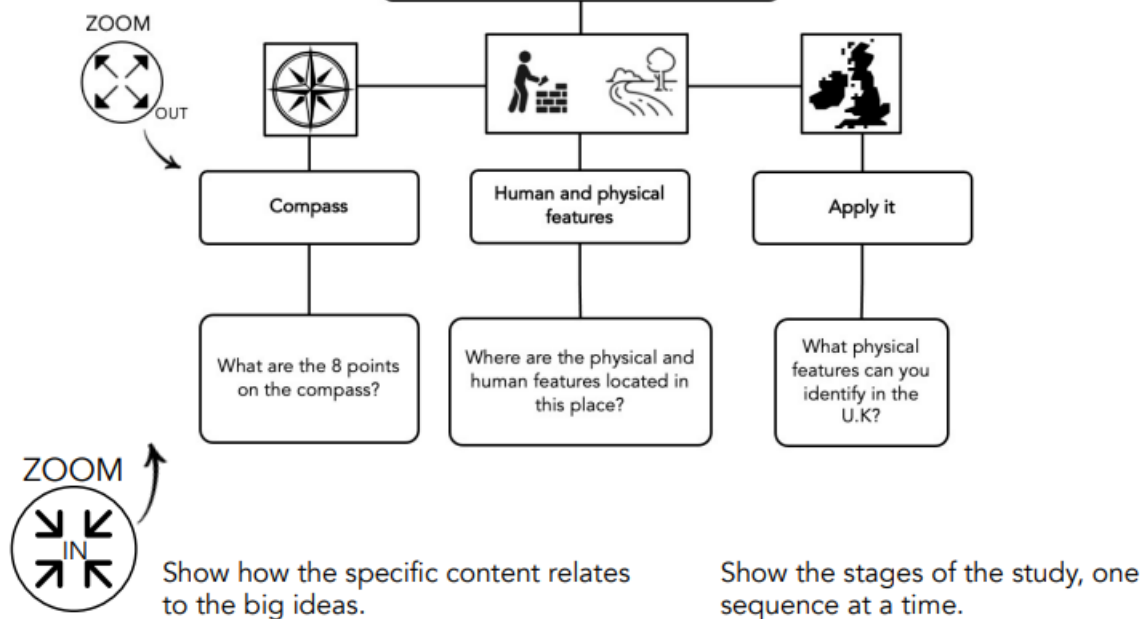 ZOOM
OUT
Compass
Human and physical
features
Apply it
What are the 8 points
on the compass?
Where are the physical and
human features located in
this place?
What physical
features can you
identify in the
U.K?
ZOOM
IN
Show how the specific content relates
to the big ideas.
Show the stages of the study, one
sequence at a time.